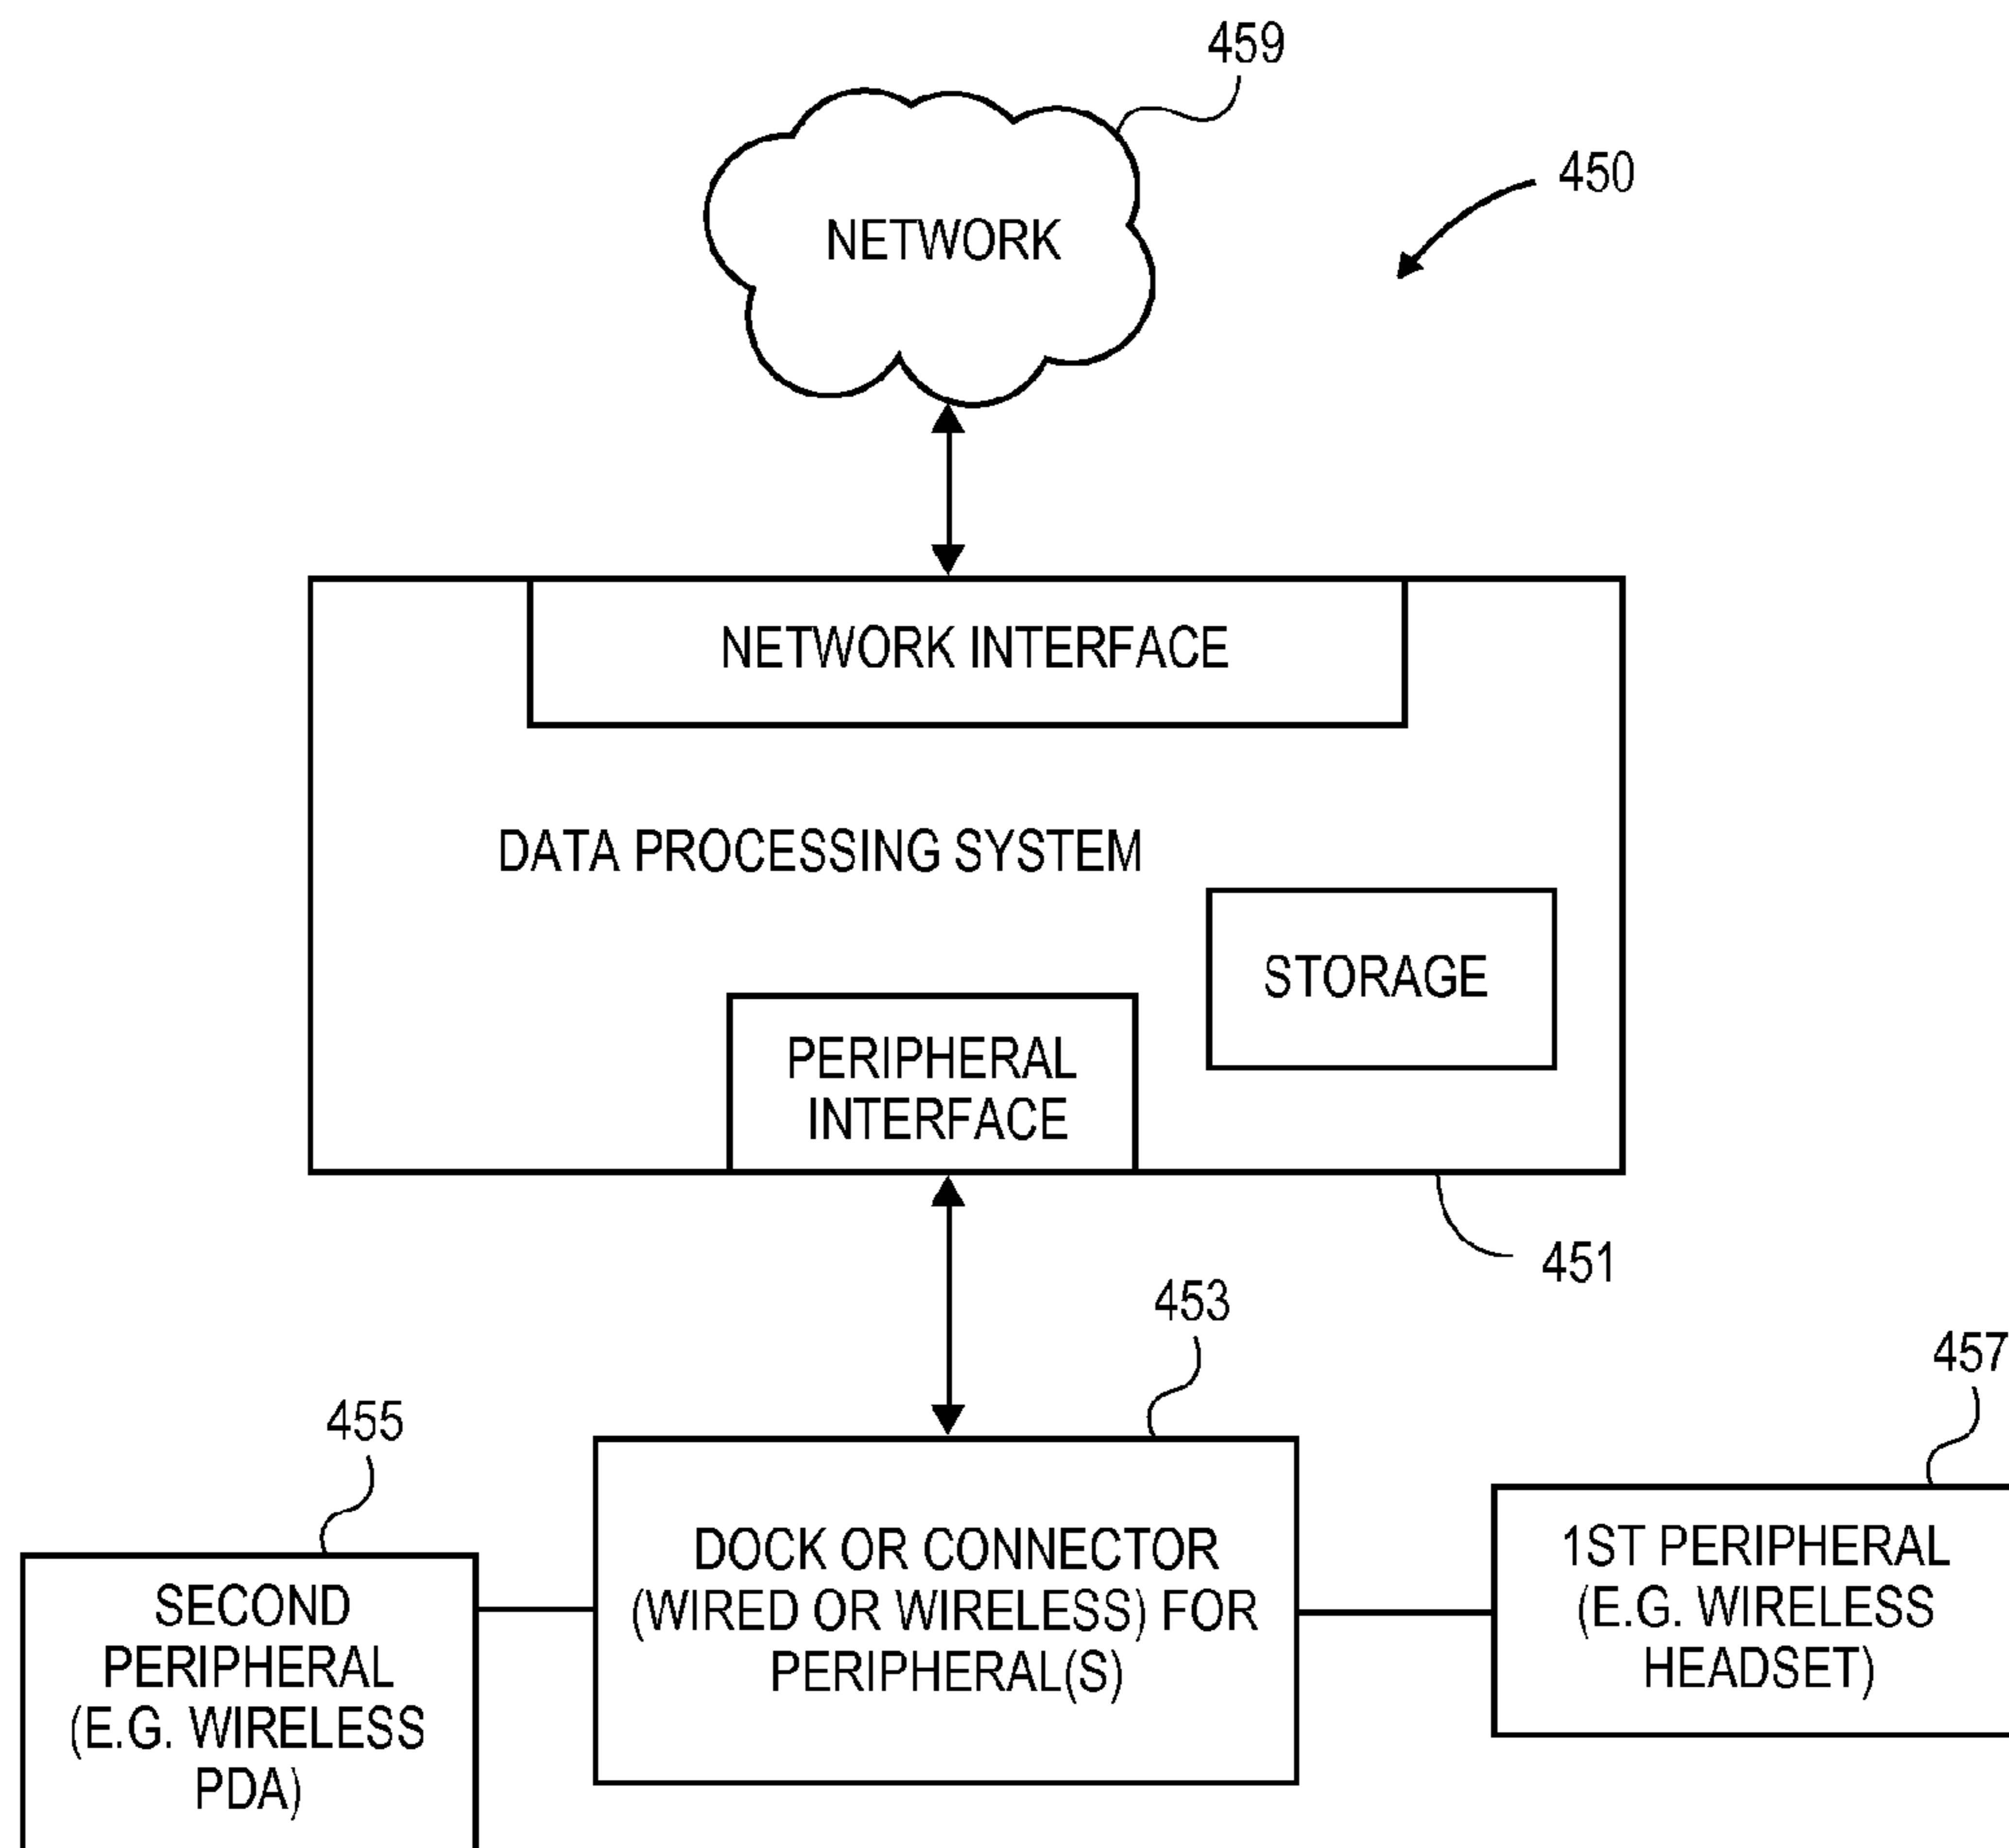 459
450
NETWORK
NETWORK INTERFACE
DATA PROCESSING SYSTEM
STORAGE
PERIPHERAL
INTERFACE
451
453
457
455
DOCK OR CONNECTOR
(WIRED OR WIRELESS) FOR
PERIPHERAL(S)
1ST PERIPHERAL
(E.G. WIRELESS
HEADSET)
SECOND
PERIPHERAL
(E.G. WIRELESS
PDA)